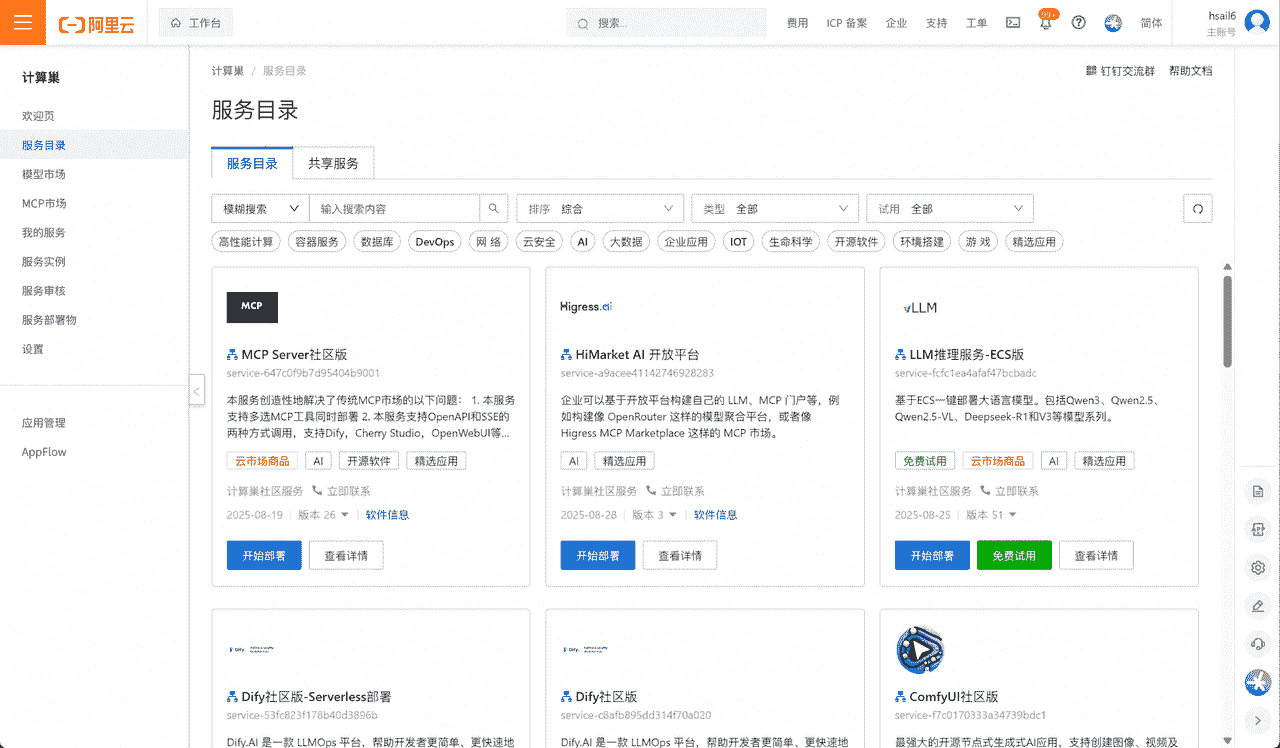 阿里云
工作台
搜索...
费用
ICP 备案
企业
支持
工单
99+
简体
hsail6
主账号
计算巢
欢迎页
服务目录
模型市场
MCP市场
我的服务
服务实例
服务审核
服务部署物
设置
应用管理
AppFlow
计算巢 / 服务目录
钉钉交流群 帮助文档
服务目录
服务目录 共享服务
模糊搜索 输入搜索内容 排序 综合 类型 全部 试用 全部
高性能计算 容器服务 数据库 DevOps 网 络 云安全 AI 大数据 企业应用 IOT 生命科学 开源软件 环境搭建 游 戏 精选应用
MCP
MCP Server社区版
service-647c0f9b7d95404b9001
本服务创造性地解决了传统MCP市场的以下问题： 1. 本服务
支持多选MCP工具同时部署 2. 本服务支持OpenAPI和SSE的
两种方式调用，支持Dify，Cherry Studio，OpenWebUI等...
云市场商品 AI 开源软件 精选应用
计算巢社区服务 立即联系
2025-08-19 版本 26 软件信息
开始部署 查看详情
Higress.ai
HiMarket AI 开放平台
service-a9acee41142746928283
企业可以基于开放平台构建自己的 LLM、MCP 门户等，例
如构建像 OpenRouter 这样的模型聚合平台，或者像
Higress MCP Marketplace 这样的 MCP 市场。
AI 精选应用
计算巢社区服务 立即联系
2025-08-28 版本 3 软件信息
开始部署 查看详情
vLLM
LLM推理服务-ECS版
service-fcfc1ea4afaf47bcbadc
基于ECS一键部署大语言模型。包括Qwen3、Qwen2.5、
Qwen2.5-VL、Deepseek-R1和V3等模型系列。
免费试用 云市场商品 AI 精选应用
计算巢社区服务 立即联系
2025-08-25 版本 51
开始部署 免费试用 查看详情
Dify.
Dify社区版-Serverless部署
service-53fc823f178b40d3896b
Dify.AI 是一款 LLMOps 平台，帮助开发者更简单、更快速地
Dify.
Dify社区版
service-c8afb895dd314f70a020
Dify.AI 是一款 LLMOps 平台，帮助开发者更简单、更快速地
ComfyUI社区版
service-f7c0170333a34739bdc1
最强大的开源节点式生成式AI应用，支持创建图像、视频及